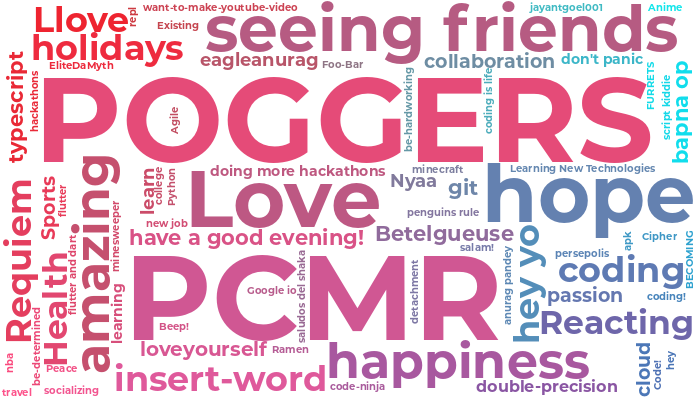 want-to-make-youtube-video
jayantgoel001
Anime
Llove
repl
Existing
seeing friends
holidays
eagleanurag
Foo-Bar
collaboration
don't panic
EliteDaMyth
typescript
hackathons
POGGERS
Agile
be-hardworking
coding is life
FURRETS
script kiddie
bapna op
doing more hackathons
minecraft
Learning New Technologies
Nyaa
git
hope
learn
college
Python
Love
penguins rule
new job
Requiem
Sports
flutter
amazing
minesweeper
have a good evening!
Betelgueuse
salam!
hey yo
apk
Cipher
BECOMING
persepolis
coding
Health
flutter and dart
learning
PCMR
Google io
saludos del shaka
detachment
anurag pandey
passion
coding!
Beep!
Reacting
be-determined
loveyourself
Ramen
happiness
nba
Peace
insert-word
code-ninja
double-precision
cloud
code!
hey
travel
socializing